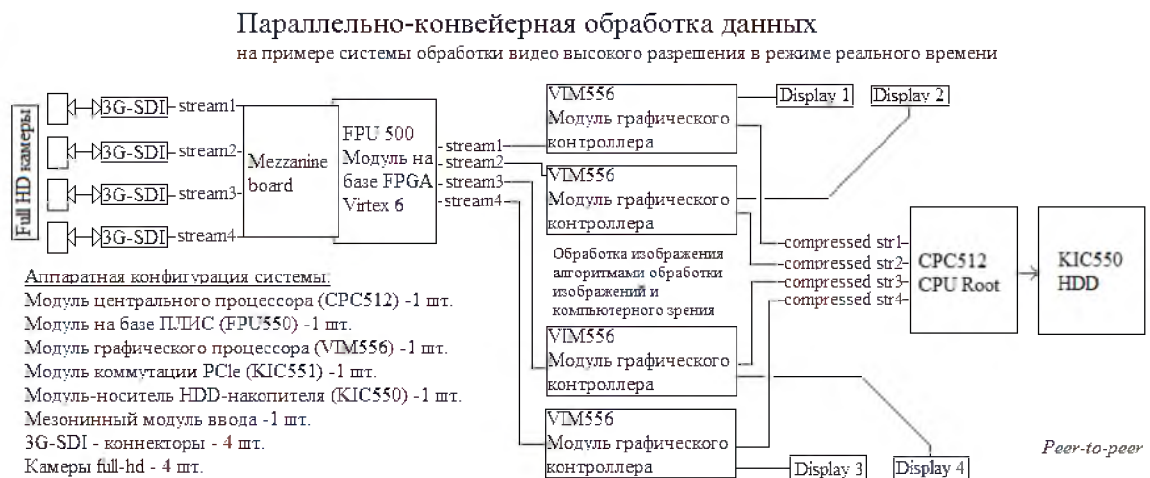 Параллельно-конвейерная обработка данных
на примере системы обработки видео высокого разрешения в режиме реального времени
Full HD камеры
3G-SDI
stream1
3G-SDI
stream2
3G-SDI
stream3
3G-SDI
stream4
Mezzanine
board
FPU 500
Модуль на
базе FPGA
Virtex 6
stream1
stream2
stream3
stream4
VIM556
Модуль графического
контроллера
Display 1
Display 2
VIM556
Модуль графического
контроллера
Обработка изображения
алгоритмами обработки
изображений и
компьютерного зрения
VIM556
Модуль графического
контроллера
VIM556
Модуль графического
контроллера
Display 3
Display 4
compressed str1
compressed str2
compressed str3
compressed str4
CPC512
CPU Root
KIC550
HDD
Аппаратная конфигурация системы:
Модуль центрального процессора (CPC512) -1 шт.
Модуль на базе ПЛИС (FPU550) -1 шт.
Модуль графического процессора (VIM556) -1 шт.
Модуль коммутации PCle (KIC551) -1 шт.
Модуль-носитель HDD-накопителя (KIC550) -1 шт.
Мезонинный модуль ввода -1 шт.
3G-SDI - коннекторы - 4 шт.
Камеры full-hd - 4 шт.
Peer-to-peer